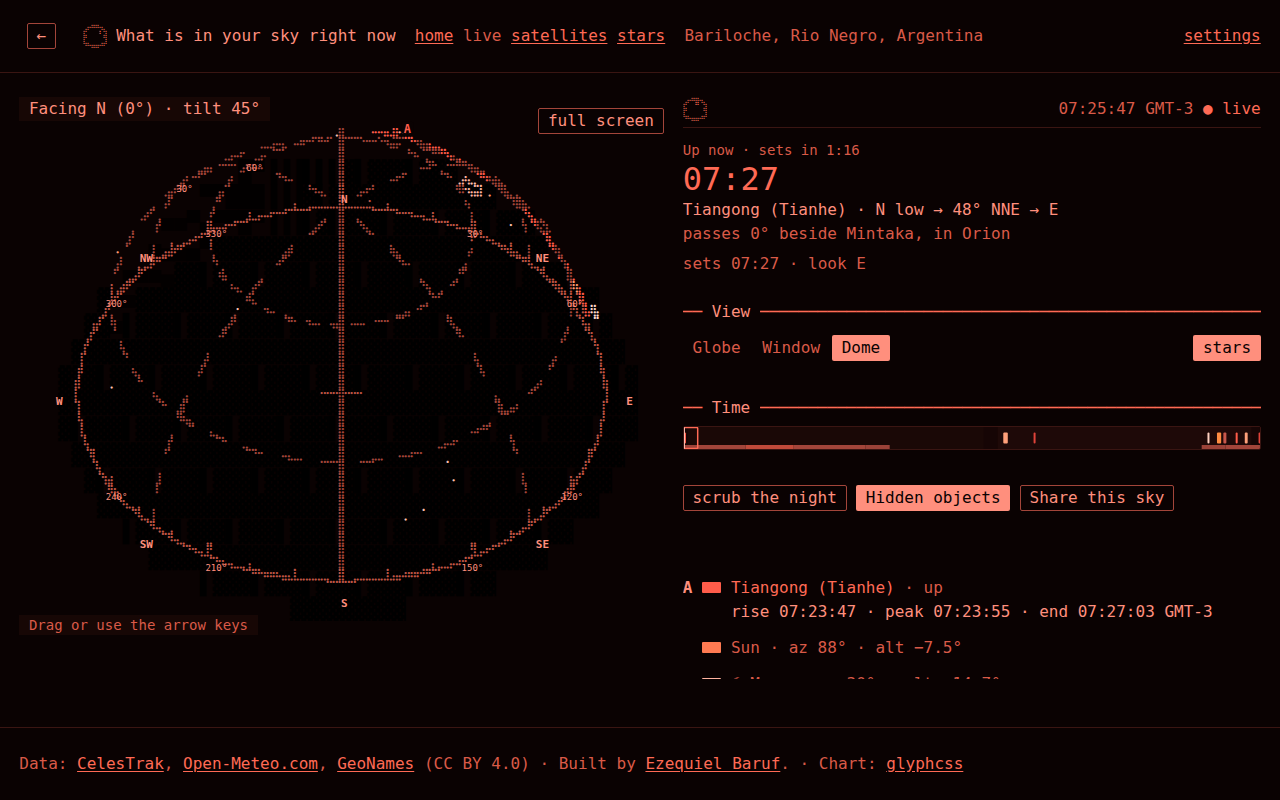 ← What is in your sky right now home live satellites stars Bariloche, Rio Negro, Argentina settings
Facing N (0°) · tilt 45°
full screen
A
60°
30°
N
330°
30°
NW
NE
300°
60°
W
E
240°
120°
SW
SE
210°
150°
S
Drag or use the arrow keys
07:25:47 GMT-3 ● live
Up now · sets in 1:16
07:27
Tiangong (Tianhe) · N low → 48° NNE → E
passes 0° beside Mintaka, in Orion
sets 07:27 · look E
View
Globe Window Dome stars
Time
scrub the night Hidden objects Share this sky
A Tiangong (Tianhe) · up
rise 07:23:47 · peak 07:23:55 · end 07:27:03 GMT-3
Sun · az 88° · alt −7.5°
Data: CelesTrak, Open-Meteo.com, GeoNames (CC BY 4.0) · Built by Ezequiel Baruf. · Chart: glyphcss